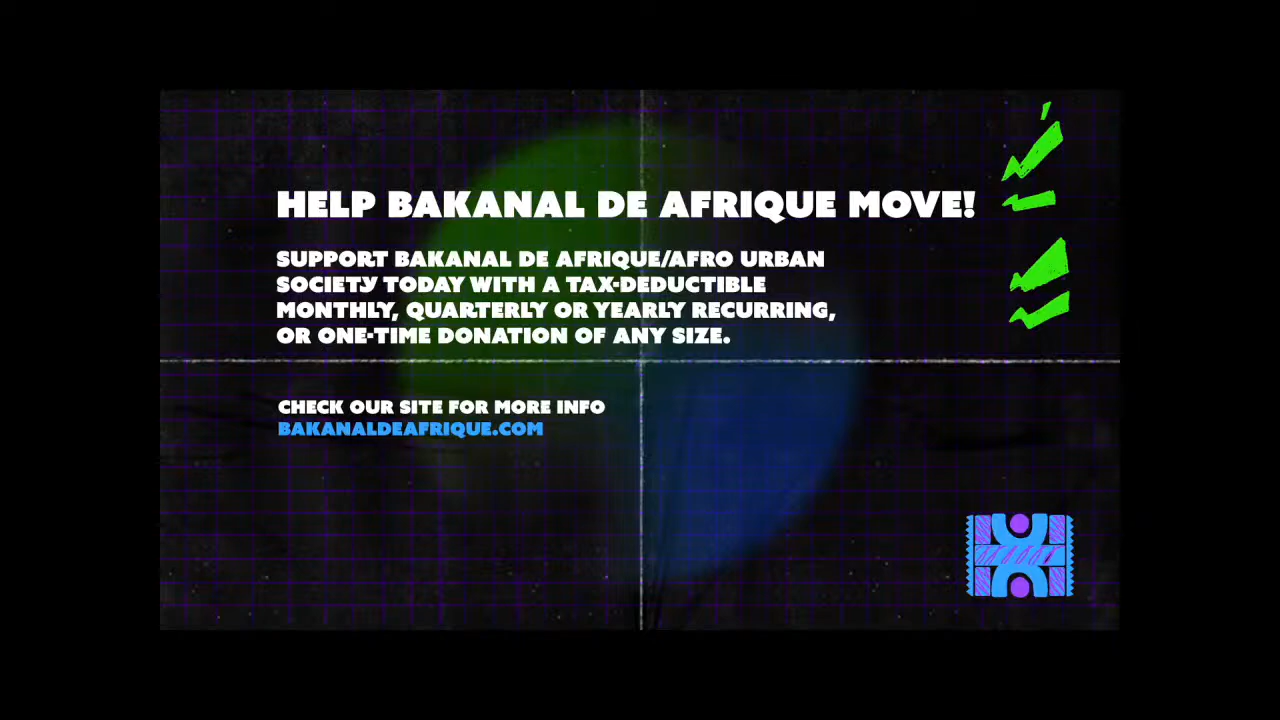 HELP BAKANAL DE AFRIQUE MOVE!
SUPPORT BAKANAL DE AFRIQUE/AFRO URBAN
SOCIETY TODAY WITH A TAX-DEDUCTIBLE
MONTHLY, QUARTERLY OR YEARLY RECURRING,
OR ONE-TIME DONATION OF ANY SIZE.
CHECK OUR SITE FOR MORE INFO
BAKANALDEAFRIQUE.COM